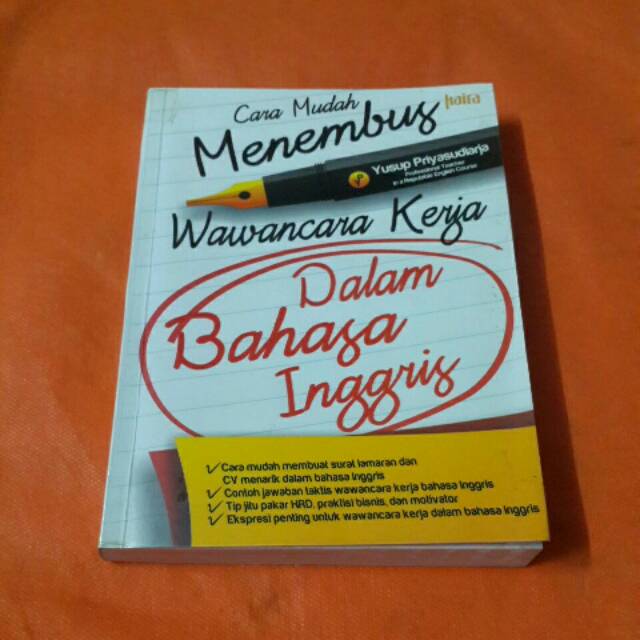 Cara Mudah
haira
Menembus
Yusup Priyasudiarja
Professional Teacher
in a Reputable English Course
Wawancara Kerja
Dalam
Bahasa
Inggris
Cara mudah membuat surat lamaran dan
CV menarik dalam bahasa Inggris
Contoh jawaban taktis wawancara kerja bahasa Inggris
Tip jitu pakar HRD, praktisi bisnis, dan motivator
Ekspresi penting untuk wawancara kerja dalam bahasa Inggris